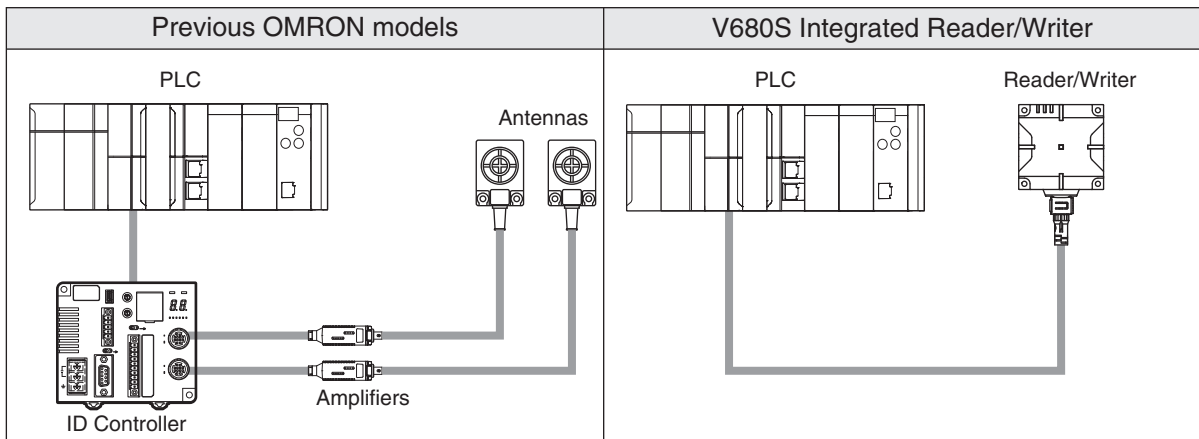 Previous OMRON models
V680S Integrated Reader/Writer
PLC
Antennas
Amplifiers
ID Controller
PLC
Reader/Writer